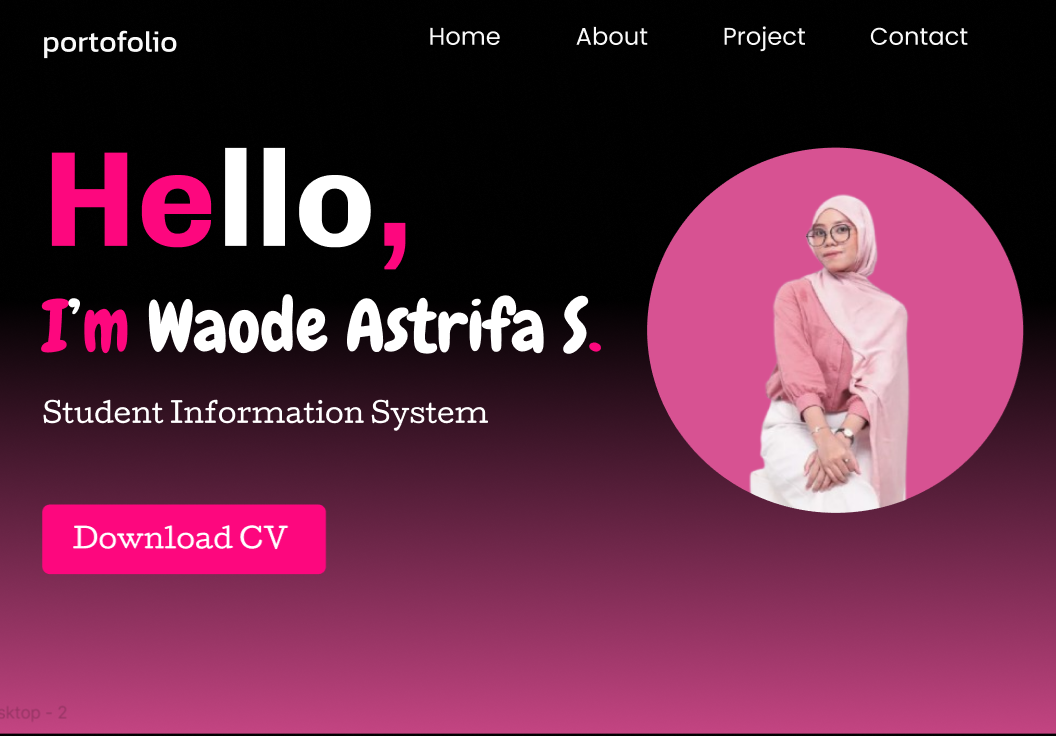 portofolio
Home About Project Contact
Hello,
I'm Waode Astrifa S.
Student Information System
Download CV
sktop - 2